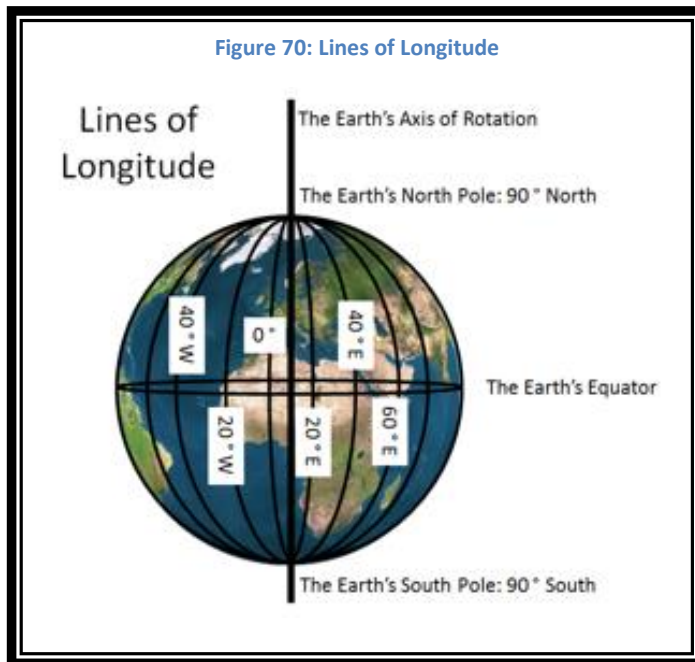 Figure 70: Lines of Longitude
Lines of
Longitude
The Earth's Axis of Rotation
The Earth's North Pole: 90° North
40°W
0°
40°E
The Earth's Equator
20°W
20°E
60°E
The Earth's South Pole: 90° South